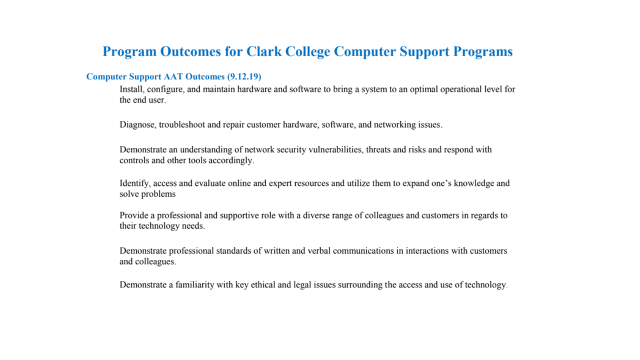 Program Outcomes for Clark College Computer Support Programs
Computer Support AAT Outcomes (9.12.19)
Install, configure, and maintain hardware and software to bring a system to an optimal operational level for
the end user.
Diagnose, troubleshoot and repair customer hardware, software, and networking issues.
Demonstrate an understanding of network security vulnerabilities, threats and risks and respond with
controls and other tools accordingly.
Identify, access and evaluate online and expert resources and utilize them to expand one’s knowledge and
solve problems
Provide a professional and supportive role with a diverse range of colleagues and customers in regards to
their technology needs.
Demonstrate professional standards of written and verbal communications in interactions with customers
and colleagues.
Demonstrate a familiarity with key ethical and legal issues surrounding the access and use of technology.